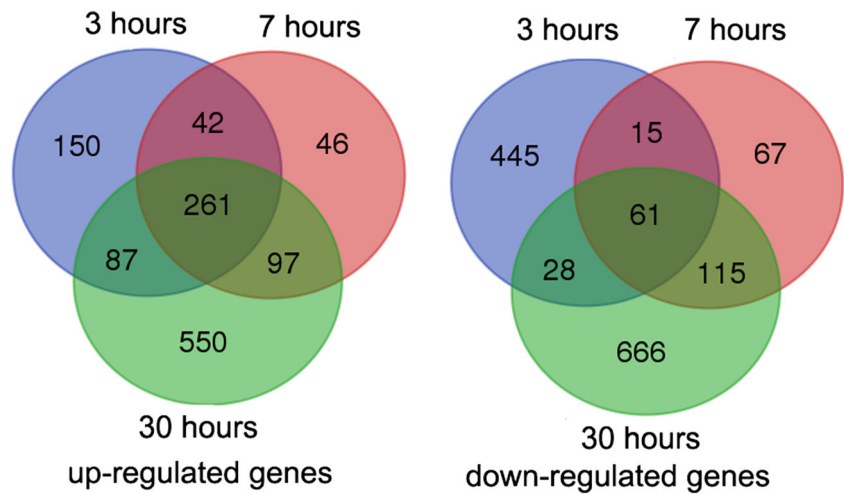 3 hours 7 hours
150
42
46
261
87
97
550
30 hours
up-regulated genes
3 hours 7 hours
445
15
67
61
28
115
666
30 hours
down-regulated genes